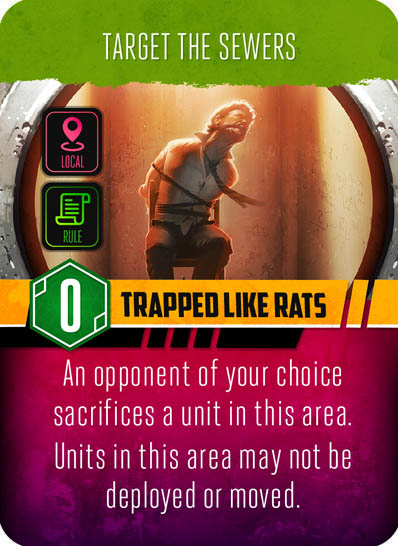 TARGET THE SEWERS
LOCAL
RULE
0 TRAPPED LIKE RATS
An opponent of your choice
sacrifices a unit in this area.
Units in this area may not be
deployed or moved.